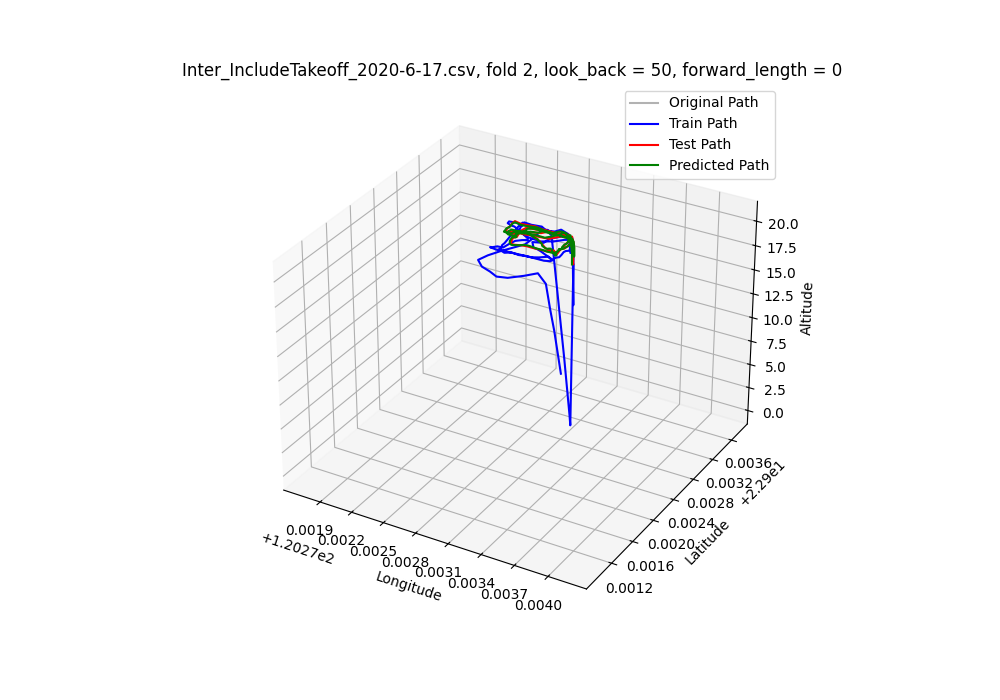 Inter_IncludeTakeoff_2020-6-17.csv, fold 2, look_back = 50, forward_length = 0
Original Path
Train Path
Test Path
Predicted Path
20.0
17.5
15.0
12.5
10.0
7.5
5.0
2.5
0.0
Altitude
0.0036
0.0032
0.0028
0.0024
0.0020
0.0016
0.0012
+2.29e1
Latitude
0.0019
0.0022
0.0025
0.0028
0.0031
0.0034
0.0037
0.0040
+1.2027e2
Longitude